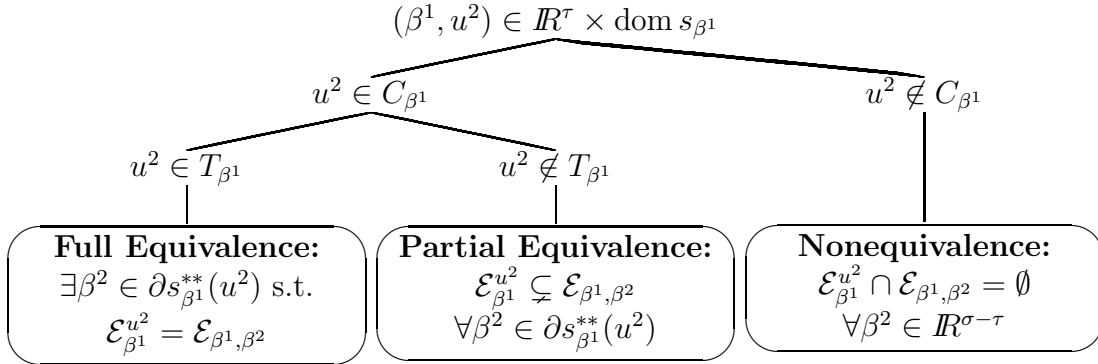 (β¹, u²) ∈ ℝ^τ × dom s_{β¹}
u² ∈ C_{β¹}
u² ∉ C_{β¹}
u² ∈ T_{β¹}
u² ∉ T_{β¹}
Full Equivalence:
∃β² ∈ ∂s**_{β¹}(u²) s.t.
ℰ^{u²}_{β¹} = ℰ_{β¹,β²}
Partial Equivalence:
ℰ^{u²}_{β¹} ⊊ ℰ_{β¹,β²}
∀β² ∈ ∂s**_{β¹}(u²)
Nonequivalence:
ℰ^{u²}_{β¹} ∩ ℰ_{β¹,β²} = ∅
∀β² ∈ ℝ^{σ−τ}